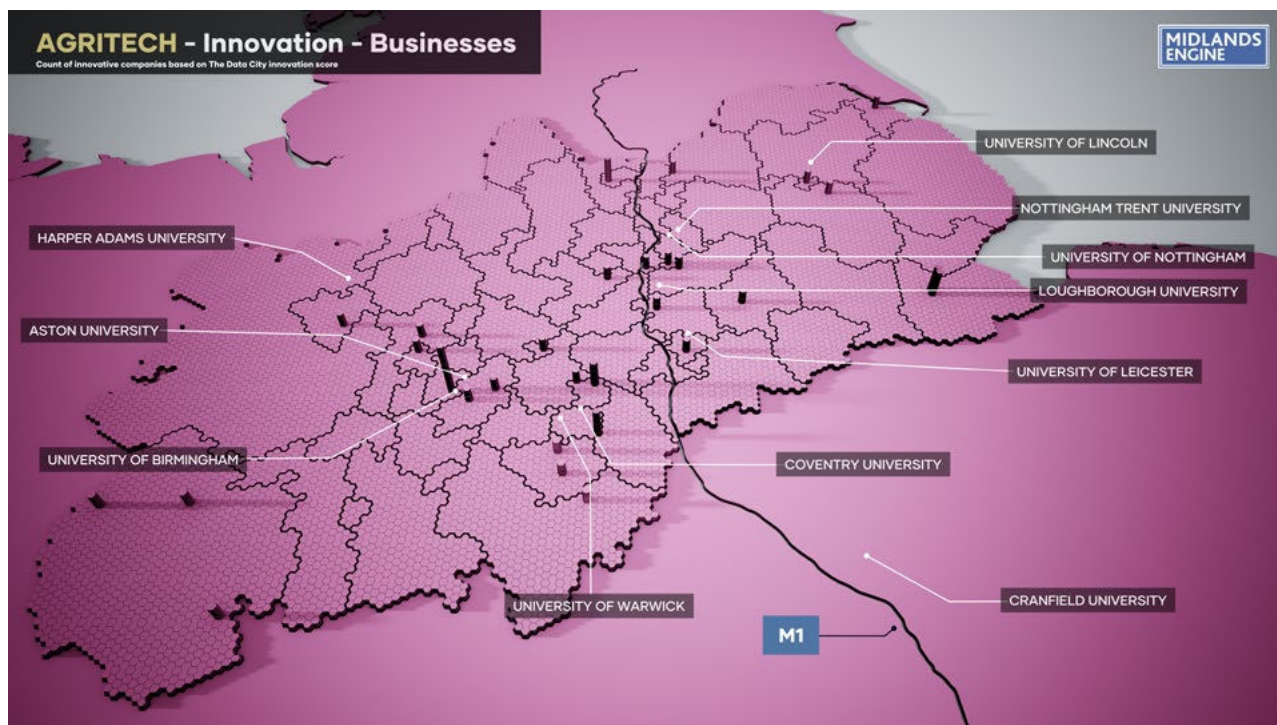 AGRITECH - Innovation - Businesses
Count of innovative companies based on The Data City innovation score
MIDLANDS
ENGINE
UNIVERSITY OF LINCOLN
NOTTINGHAM TRENT UNIVERSITY
HARPER ADAMS UNIVERSITY
UNIVERSITY OF NOTTINGHAM
LOUGHBOROUGH UNIVERSITY
ASTON UNIVERSITY
UNIVERSITY OF LEICESTER
UNIVERSITY OF BIRMINGHAM
COVENTRY UNIVERSITY
CRANFIELD UNIVERSITY
UNIVERSITY OF WARWICK
M1